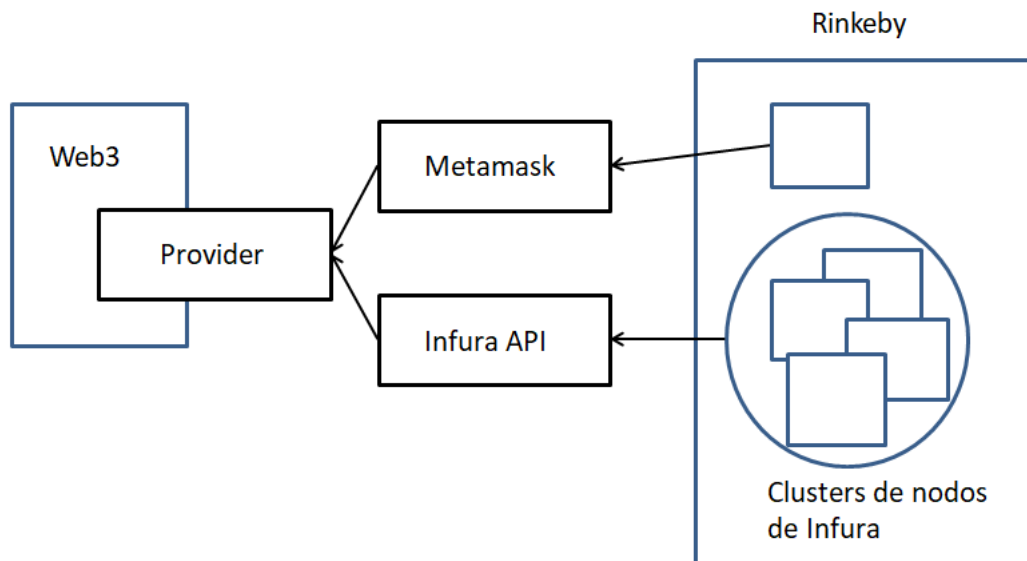 Rinkeby
Web3
Metamask
Provider
Infura API
Clusters de nodos
de Infura